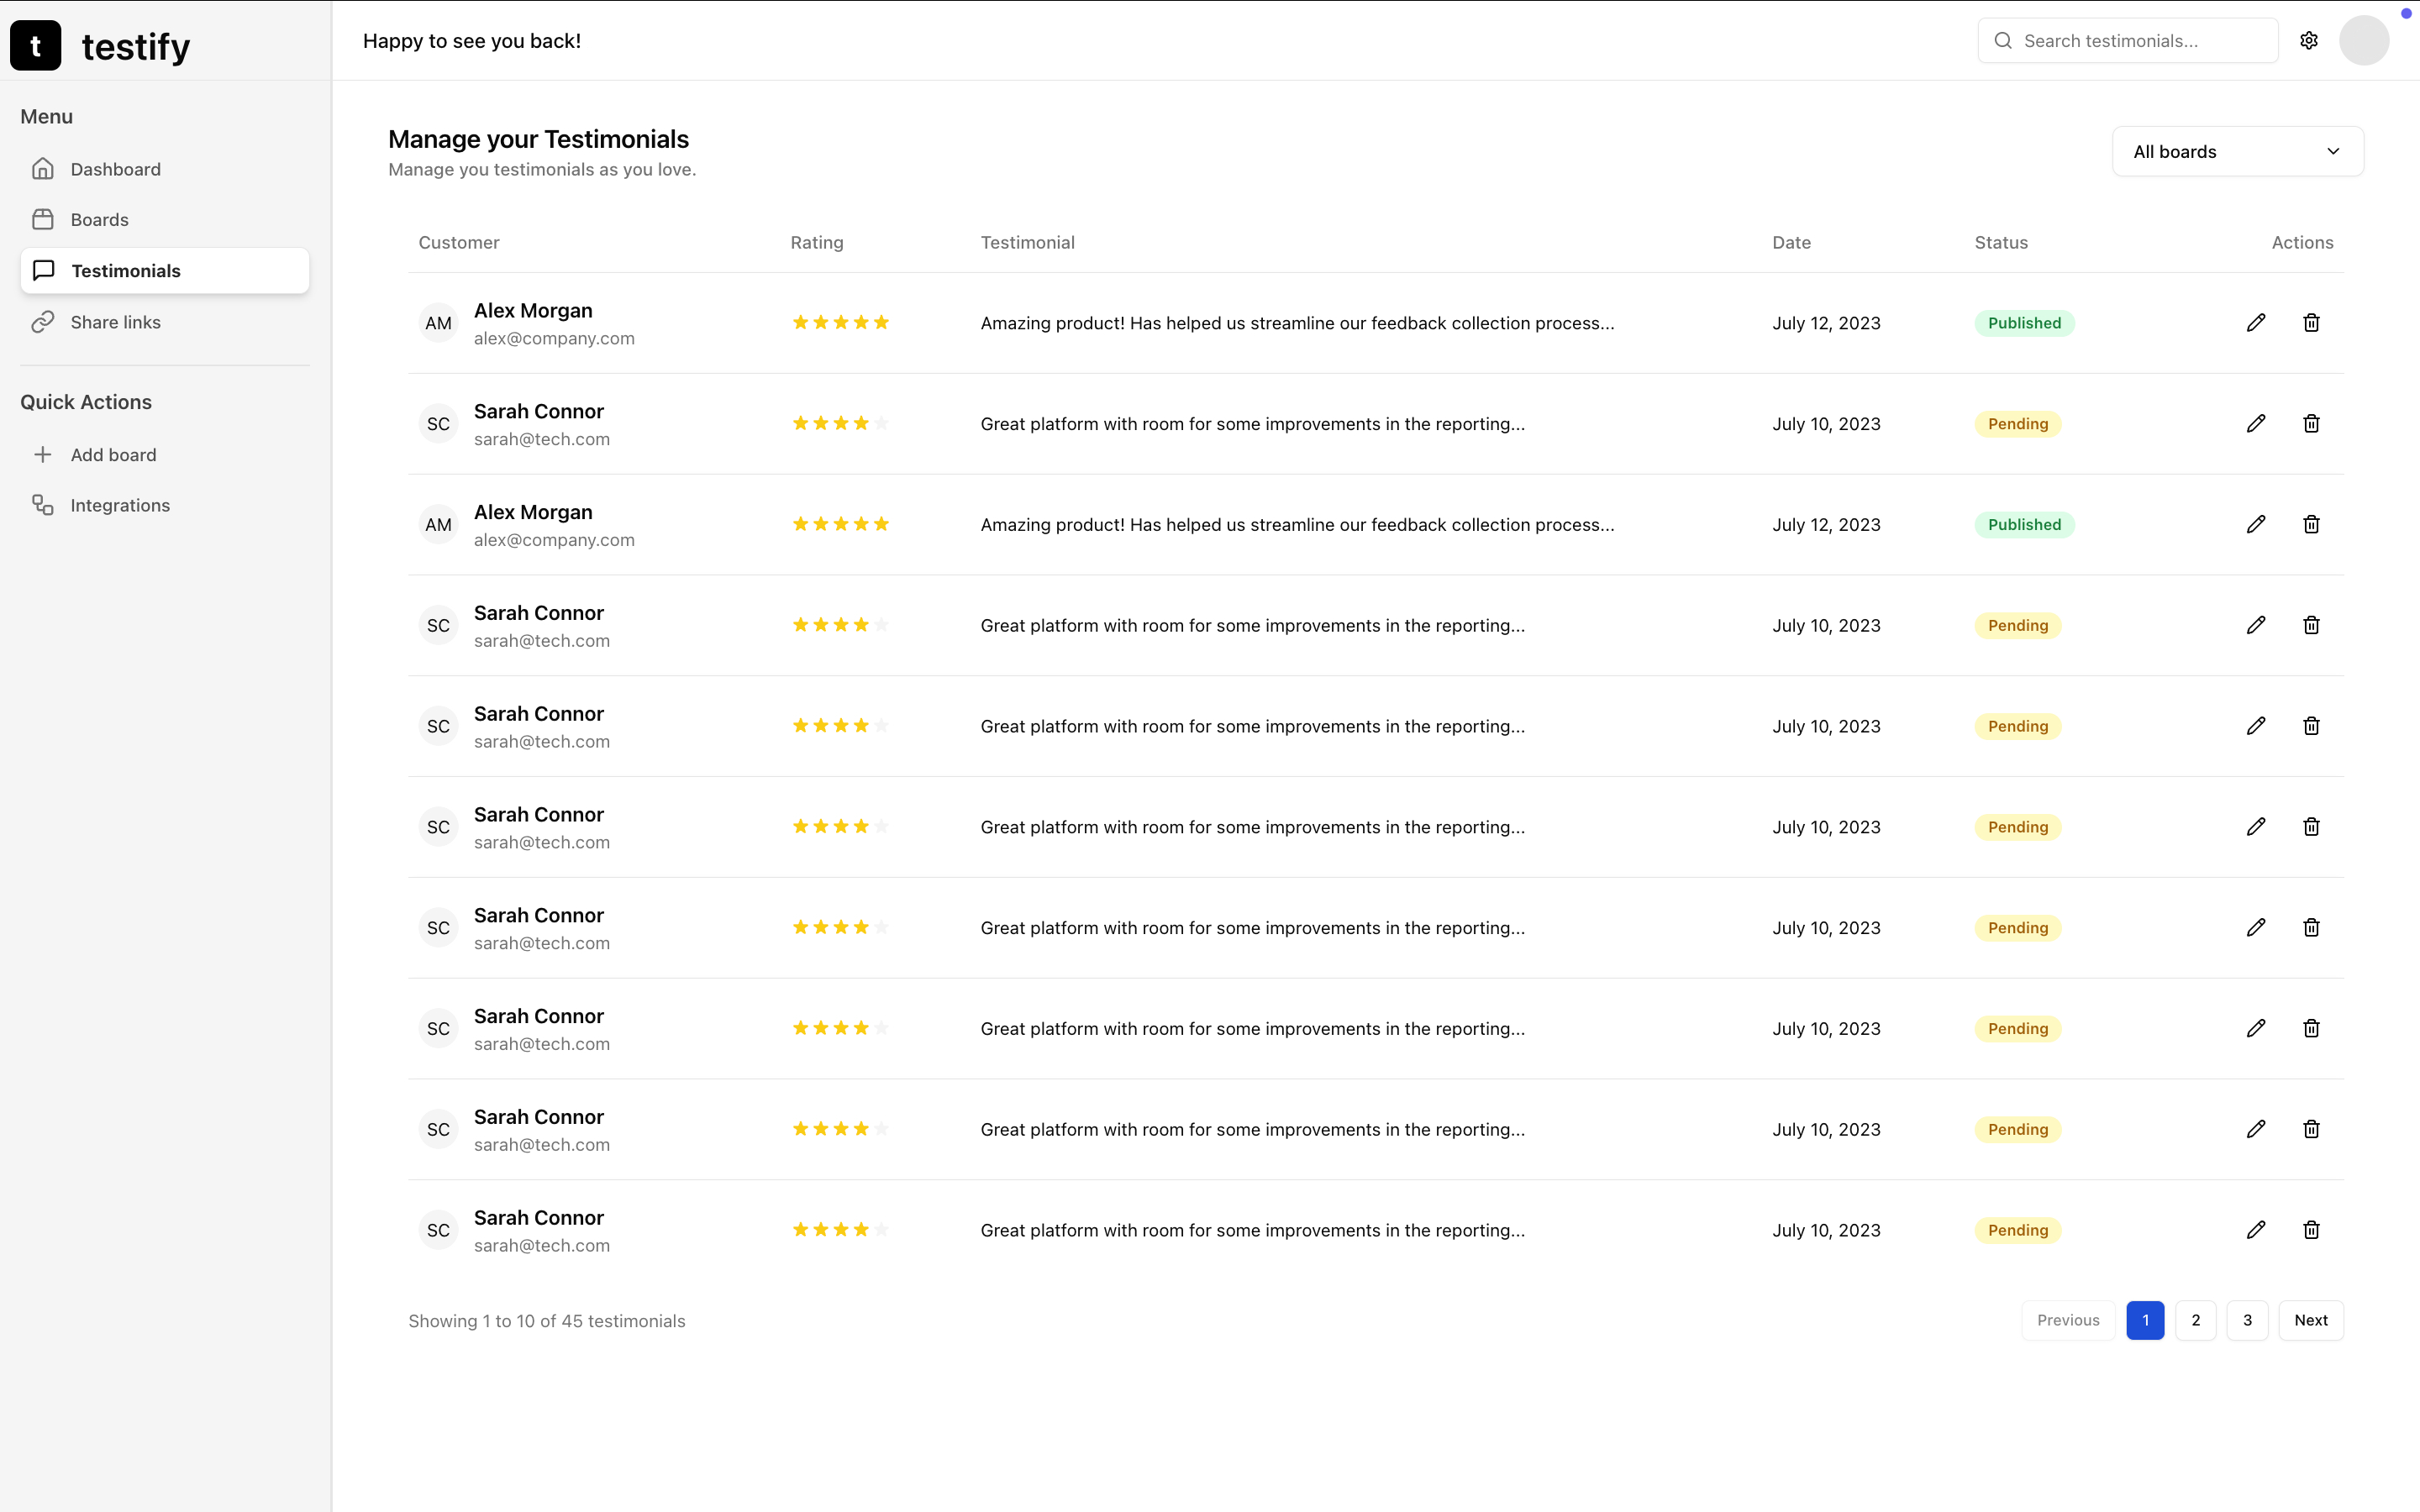 t testify
Happy to see you back!
Search testimonials...
Menu
Dashboard
Boards
Testimonials
Share links
Quick Actions
Add board
Integrations
Manage your Testimonials
Manage you testimonials as you love.
All boards
Customer Rating Testimonial Date Status Actions
AM Alex Morgan
alex@company.com
Amazing product! Has helped us streamline our feedback collection process...
July 12, 2023
Published
SC Sarah Connor
sarah@tech.com
Great platform with room for some improvements in the reporting...
July 10, 2023
Pending
AM Alex Morgan
alex@company.com
Amazing product! Has helped us streamline our feedback collection process...
July 12, 2023
Published
SC Sarah Connor
sarah@tech.com
Great platform with room for some improvements in the reporting...
July 10, 2023
Pending
SC Sarah Connor
sarah@tech.com
Great platform with room for some improvements in the reporting...
July 10, 2023
Pending
SC Sarah Connor
sarah@tech.com
Great platform with room for some improvements in the reporting...
July 10, 2023
Pending
SC Sarah Connor
sarah@tech.com
Great platform with room for some improvements in the reporting...
July 10, 2023
Pending
SC Sarah Connor
sarah@tech.com
Great platform with room for some improvements in the reporting...
July 10, 2023
Pending
SC Sarah Connor
sarah@tech.com
Great platform with room for some improvements in the reporting...
July 10, 2023
Pending
SC Sarah Connor
sarah@tech.com
Great platform with room for some improvements in the reporting...
July 10, 2023
Pending
Showing 1 to 10 of 45 testimonials
Previous 1 2 3 Next